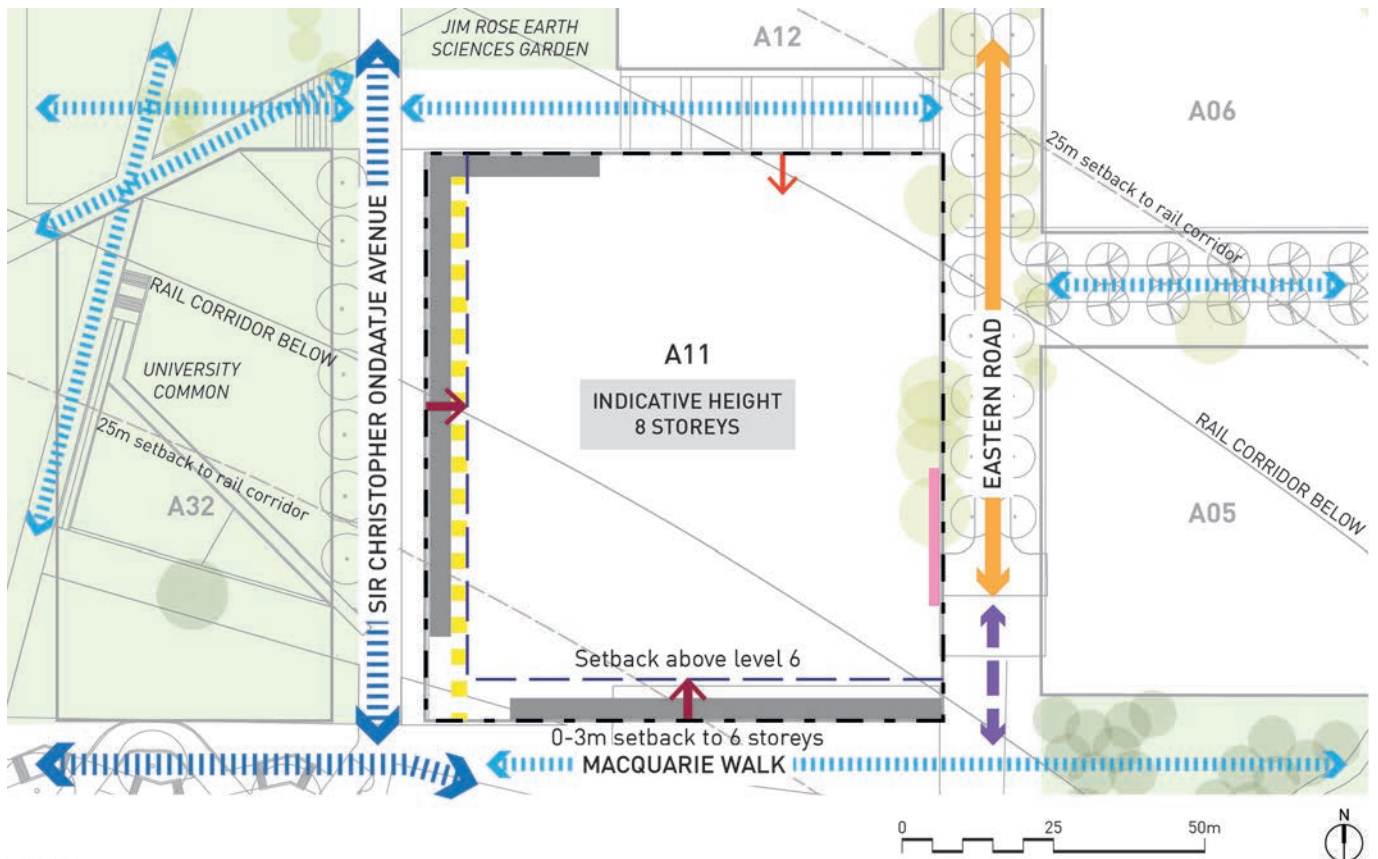 JIM ROSE EARTH
SCIENCES GARDEN
A12
A06
25m setback to rail corridor
SIR CHRISTOPHER ONDAATJE AVENUE
RAIL CORRIDOR BELOW
UNIVERSITY
COMMON
A11
INDICATIVE HEIGHT
8 STOREYS
EASTERN ROAD
RAIL CORRIDOR BELOW
25m setback to rail corridor
A32
A05
Setback above level 6
0-3m setback to 6 storeys
MACQUARIE WALK
0
25
50m
N